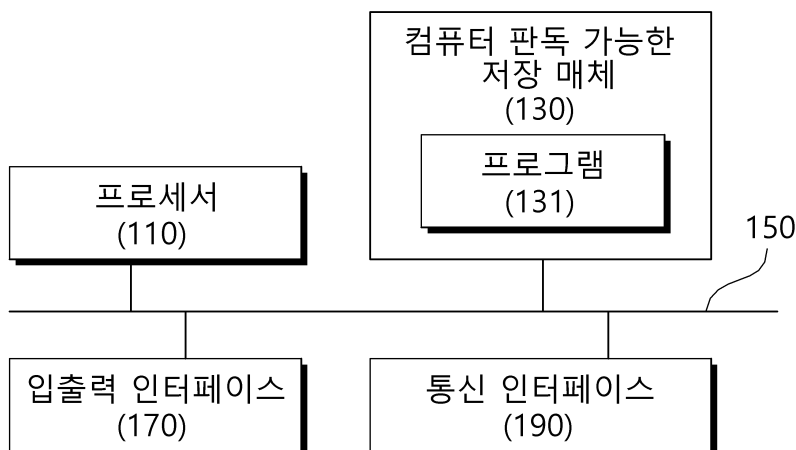 컴퓨터 판독 가능한
저장 매체
(130)
프로그램
(131)
프로세서
(110)
150
입출력 인터페이스
(170)
통신 인터페이스
(190)